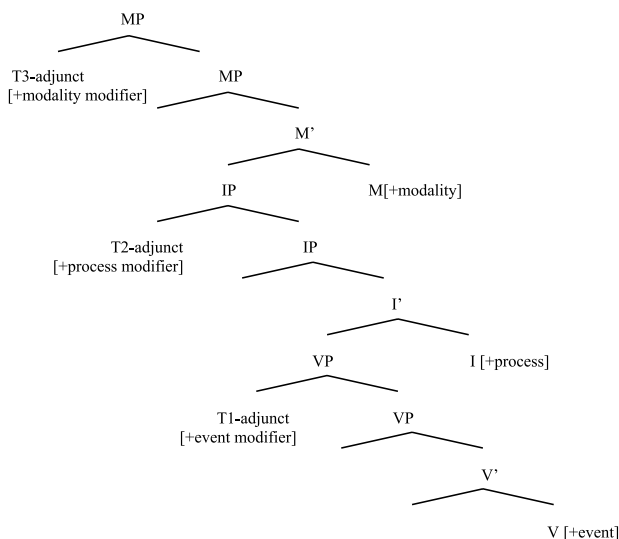 MP
T3-adjunct
[+modality modifier]
MP
M’
IP
M[+modality]
T2-adjunct
[+process modifier]
IP
I’
VP
I [+process]
T1-adjunct
[+event modifier]
VP
V’
V [+event]